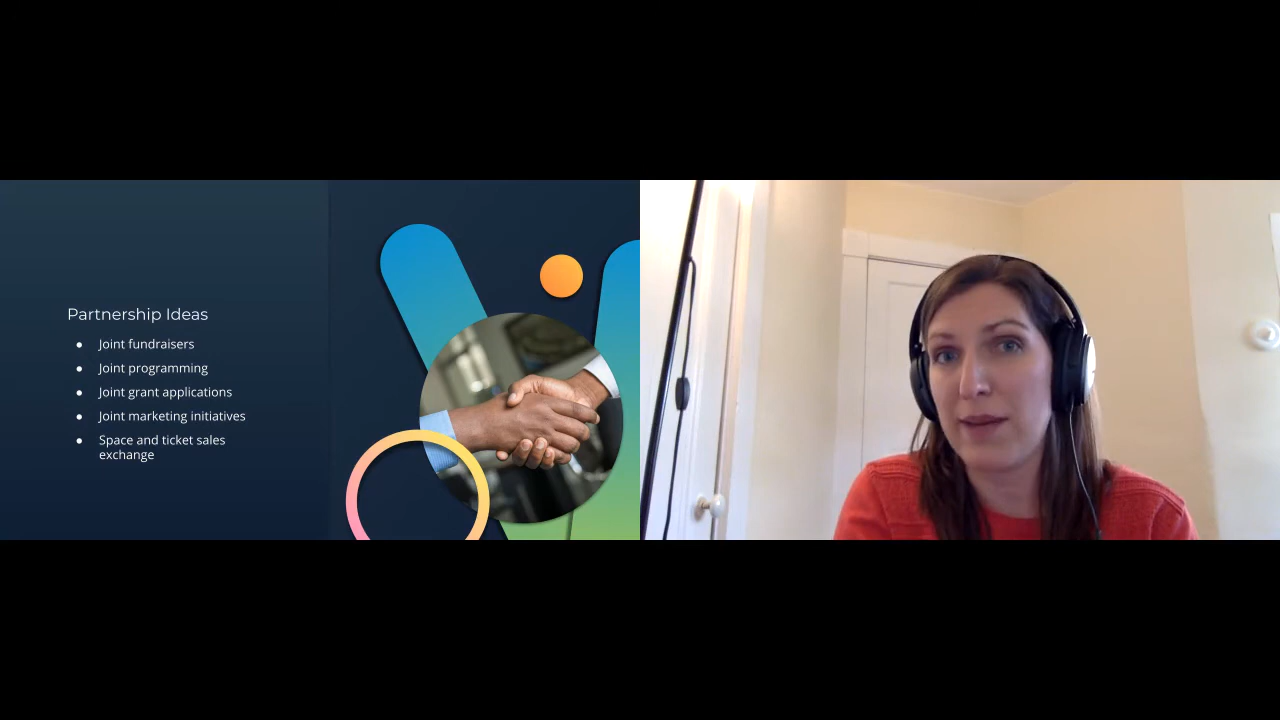 Partnership Ideas
● Joint fundraisers
● Joint programming
● Joint grant applications
● Joint marketing initiatives
● Space and ticket sales
exchange